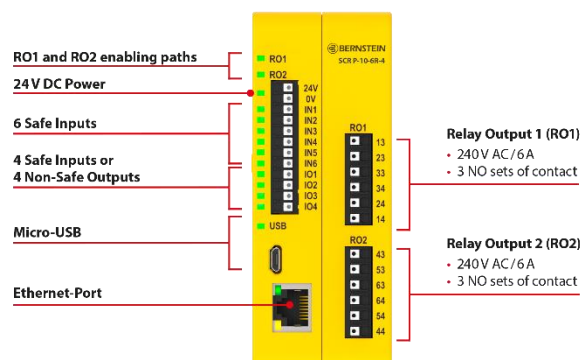 RO1 and RO2 enabling paths
24 V DC Power
6 Safe Inputs
4 Safe Inputs or
4 Non-Safe Outputs
Micro-USB
Ethernet-Port
RO1
RO2
24V
0V
IN1
IN2
IN3
IN4
IN5
IN6
IO1
IO2
IO3
IO4
USB
BERNSTEIN
SCR P-10-6R-4
RO1
13
23
33
34
24
14
RO2
43
53
63
64
54
44
Relay Output 1 (RO1)
• 240 V AC / 6 A
• 3 NO sets of contact
Relay Output 2 (RO2)
• 240 V AC / 6 A
• 3 NO sets of contact